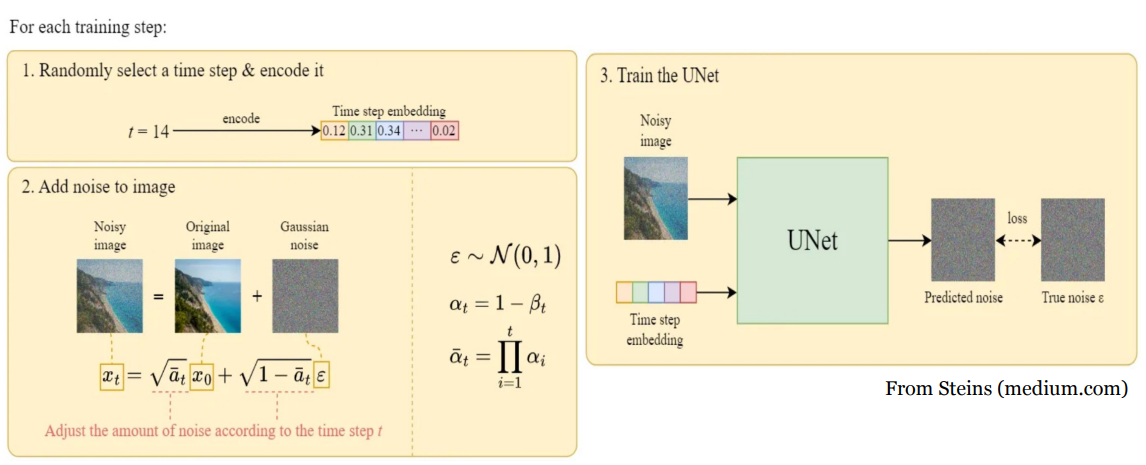 For each training step:
1. Randomly select a time step & encode it
t = 14
encode
Time step embedding
0.12 0.31 0.34 ... 0.02
2. Add noise to image
Noisy
image
Original
image
Gaussian
noise
=
+
x_t = √ā_t x_0 + √1 − ā_t ε
Adjust the amount of noise according to the time step t
ε ∼ N(0, 1)
α_t = 1 − β_t
ᾱ_t = ∏_{i=1}^{t} α_i
3. Train the UNet
Noisy
image
UNet
Time step
embedding
loss
Predicted noise
True noise ε
From Steins (medium.com)